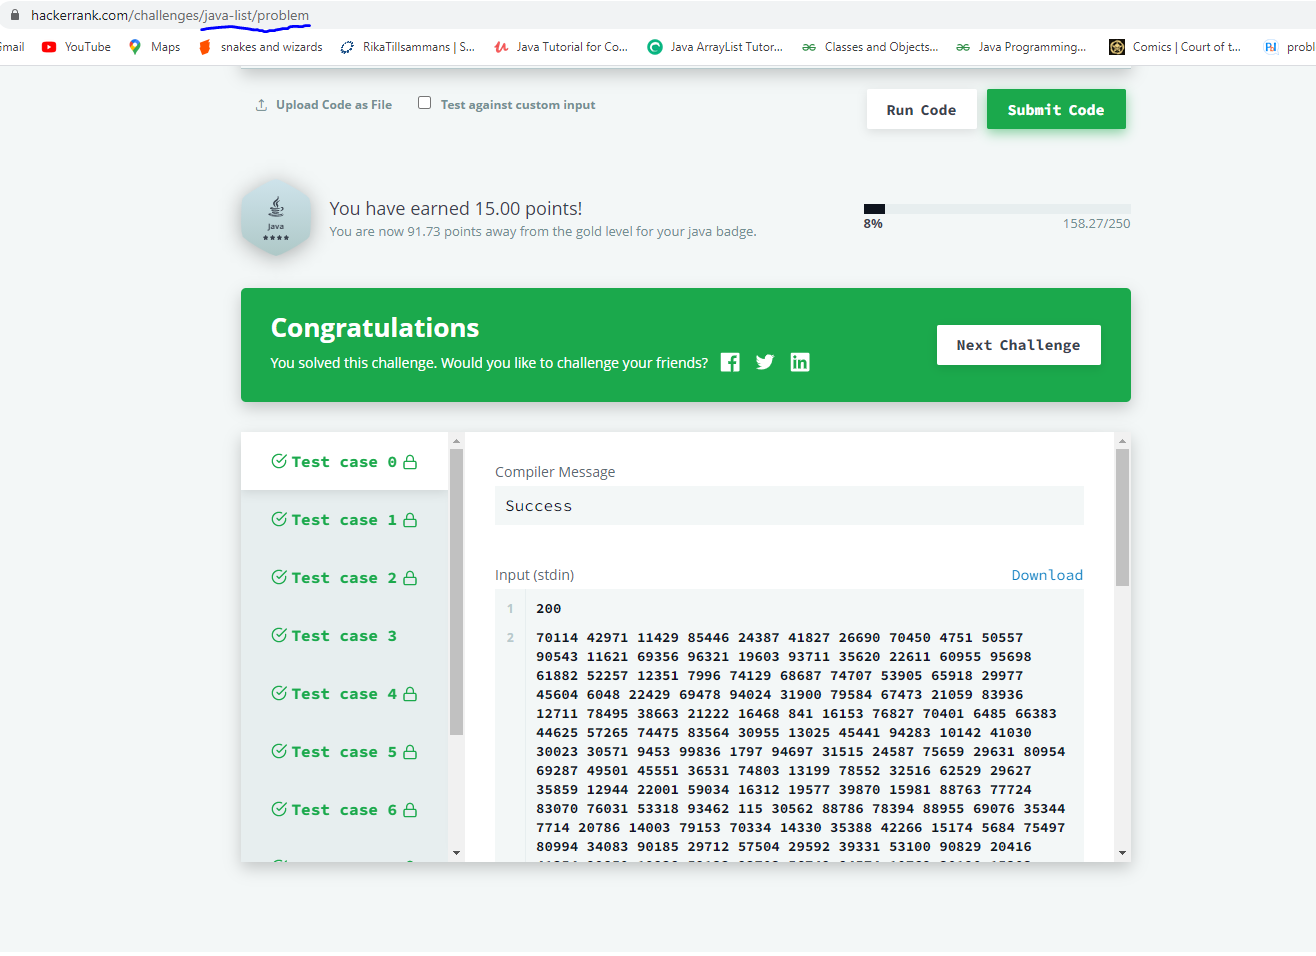 hackerrank.com/challenges/java-list/problem
Gmail YouTube Maps snakes and wizards RikaTillsammans | S... Java Tutorial for Co... Java ArrayList Tutor... Classes and Objects... Java Programming... Comics | Court of t... probl
Upload Code as File Test against custom input Run Code Submit Code
Java
You have earned 15.00 points!
You are now 91.73 points away from the gold level for your java badge.
8% 158.27/250
Congratulations
You solved this challenge. Would you like to challenge your friends?
Next Challenge
Test case 0
Test case 1
Test case 2
Test case 3
Test case 4
Test case 5
Test case 6
Compiler Message
Success
Input (stdin) Download
1 200
2 70114 42971 11429 85446 24387 41827 26690 70450 4751 50557
90543 11621 69356 96321 19603 93711 35620 22611 60955 95698
61882 52257 12351 7996 74129 68687 74707 53905 65918 29977
45604 6048 22429 69478 94024 31900 79584 67473 21059 83936
12711 78495 38663 21222 16468 841 16153 76827 70401 6485 66383
44625 57265 74475 83564 30955 13025 45441 94283 10142 41030
30023 30571 9453 99836 1797 94697 31515 24587 75659 29631 80954
69287 49501 45551 36531 74803 13199 78552 32516 62529 29627
35859 12944 22001 59034 16312 19577 39870 15981 88763 77724
83070 76031 53318 93462 115 30562 88786 78394 88955 69076 35344
7714 20786 14003 79153 70334 14330 35388 42266 15174 5684 75497
80994 34083 90185 29712 57504 29592 39331 53100 90829 20416